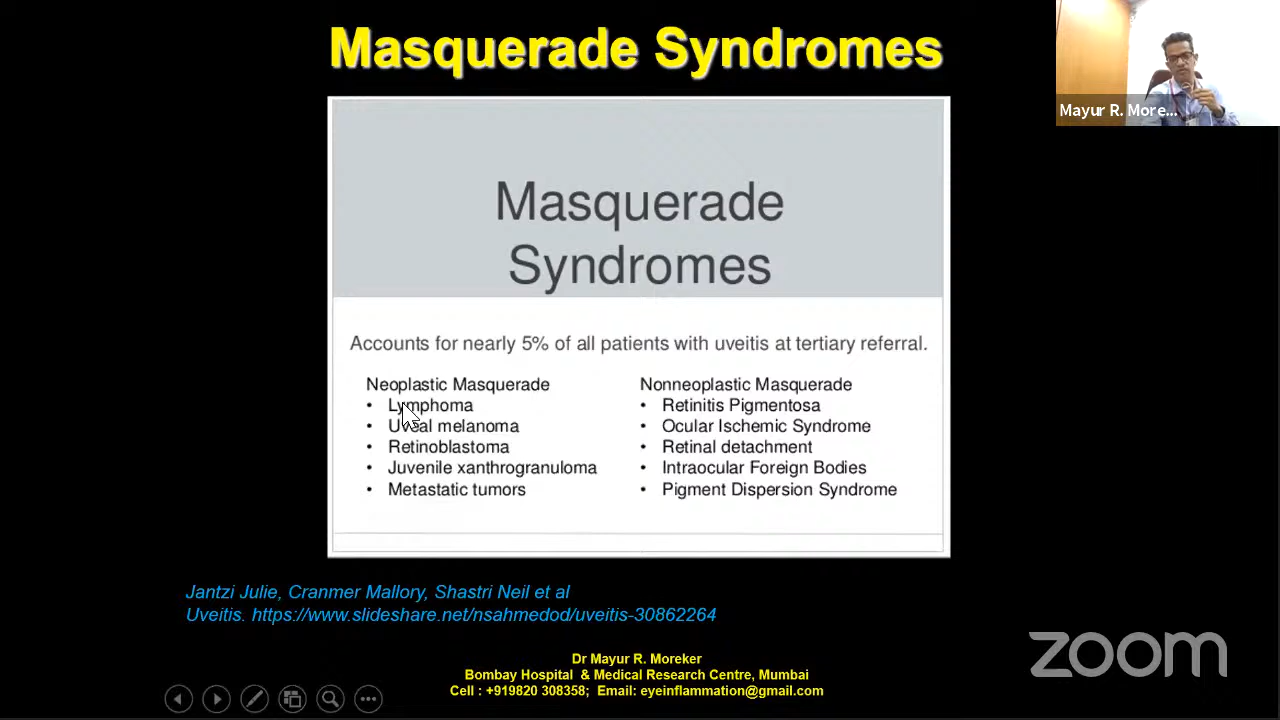 Masquerade Syndromes
Mayur R. More...
Masquerade
Syndromes
Accounts for nearly 5% of all patients with uveitis at tertiary referral.
Neoplastic Masquerade
• Lymphoma
• Uveal melanoma
• Retinoblastoma
• Juvenile xanthrogranuloma
• Metastatic tumors
Nonneoplastic Masquerade
• Retinitis Pigmentosa
• Ocular Ischemic Syndrome
• Retinal detachment
• Intraocular Foreign Bodies
• Pigment Dispersion Syndrome
Jantzi Julie, Cranmer Mallory, Shastri Neil et al
Uveitis. https://www.slideshare.net/nsahmedod/uveitis-30862264
Dr Mayur R. Moreker
Bombay Hospital & Medical Research Centre, Mumbai
Cell : +919820 308358; Email: eyeinflammation@gmail.com
zoom